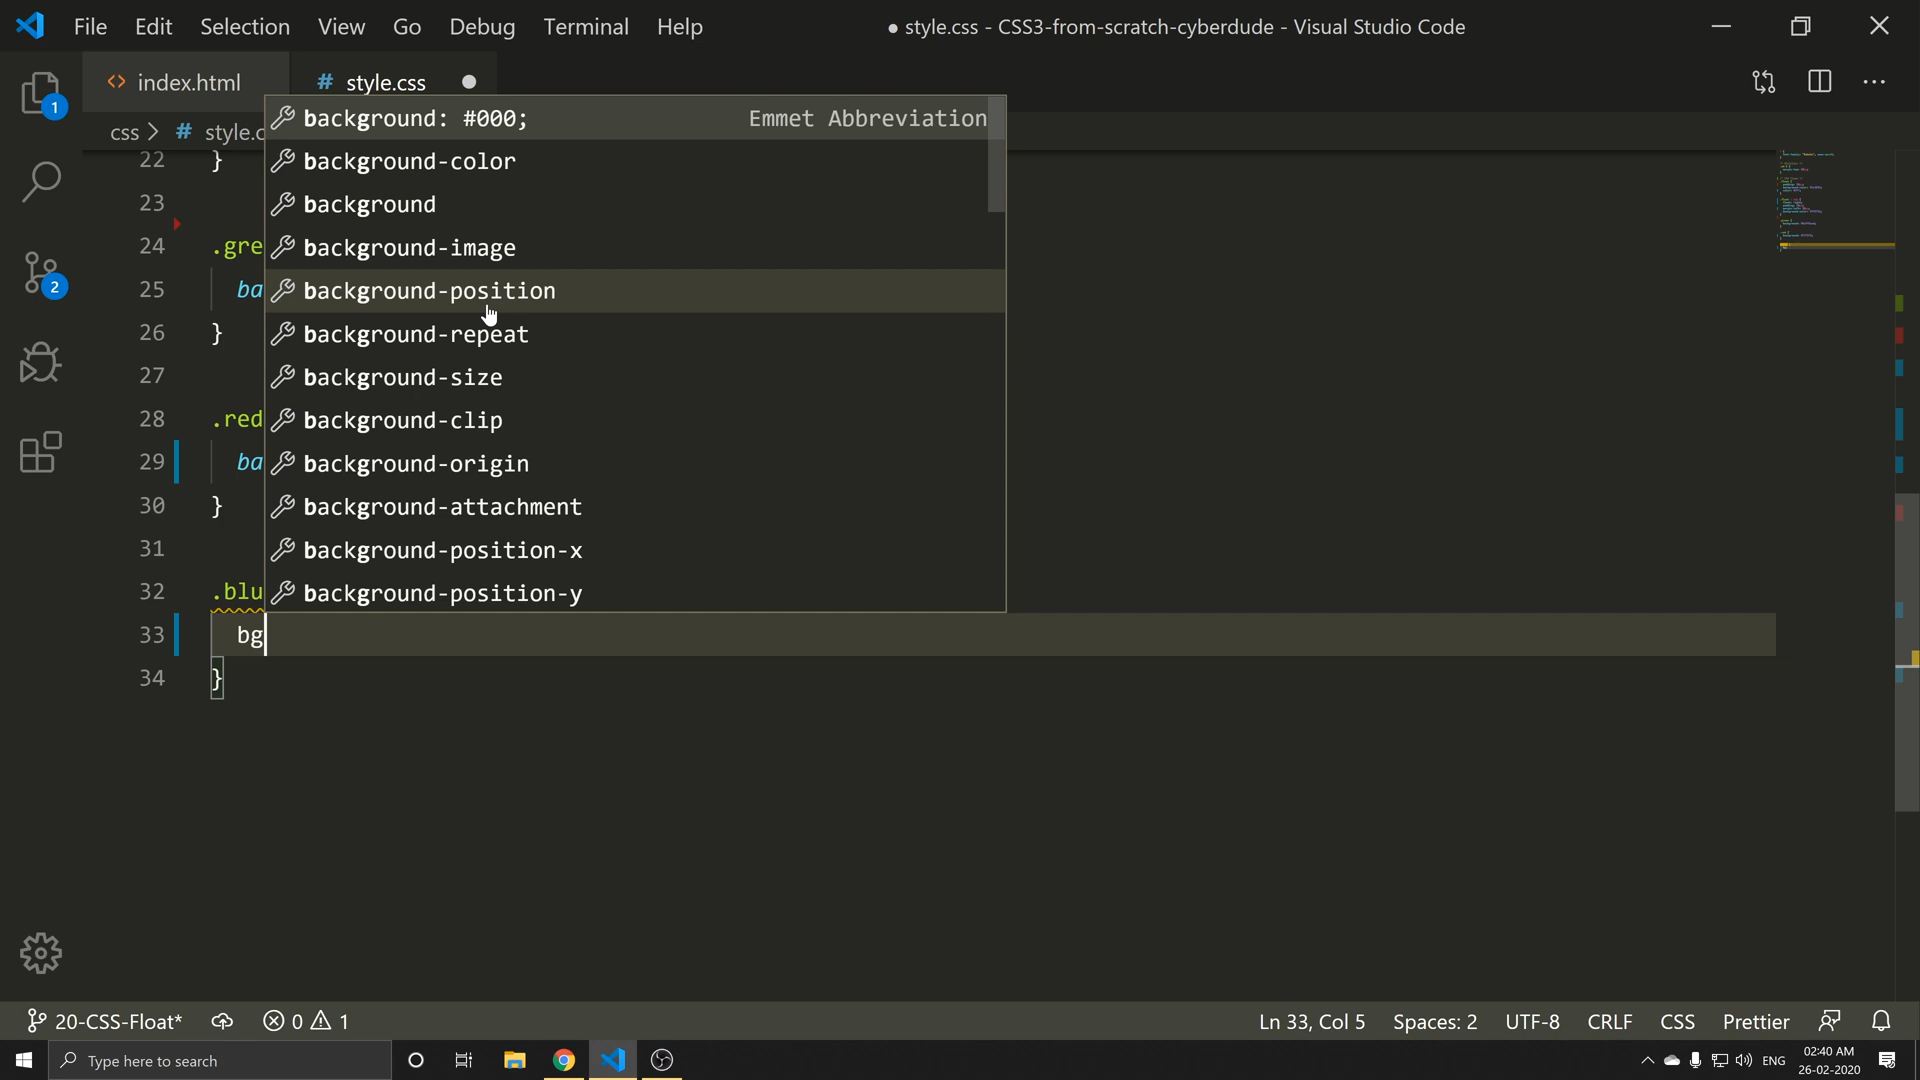 File Edit Selection View Go Debug Terminal Help
● style.css - CSS3-from-scratch-cyberdude - Visual Studio Code
<> index.html
# style.css ●
css > # style.c
background: #000; Emmet Abbreviation
background-color
background
background-image
background-position
background-repeat
background-size
background-clip
background-origin
background-attachment
background-position-x
background-position-y
22 }
23
24 .gre
25 ba
26 }
27
28 .red
29 ba
30 }
31
32 .blu
33 bg
34 }
1
2
20-CSS-Float* 0 1
Ln 33, Col 5 Spaces: 2 UTF-8 CRLF CSS Prettier
Type here to search
ENG
02:40 AM
26-02-2020